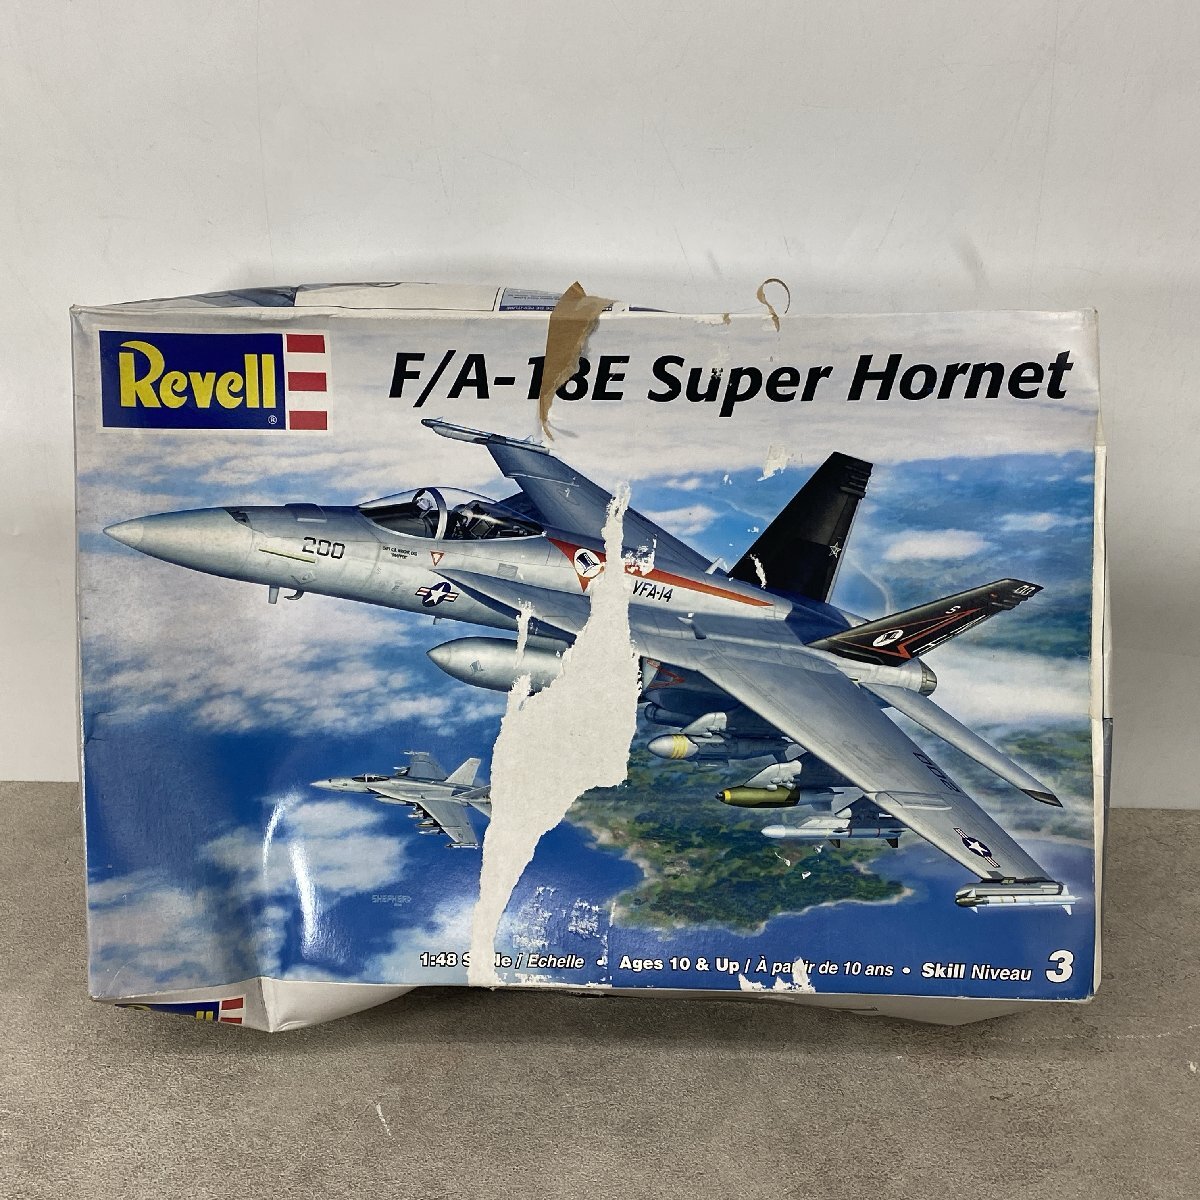 Revell®
F/A-18E Super Hornet
200
VFA-14
SHEPHERD
1:48 Scale / Echelle • Ages 10 & Up / À partir de 10 ans • Skill Niveau 3
Revell